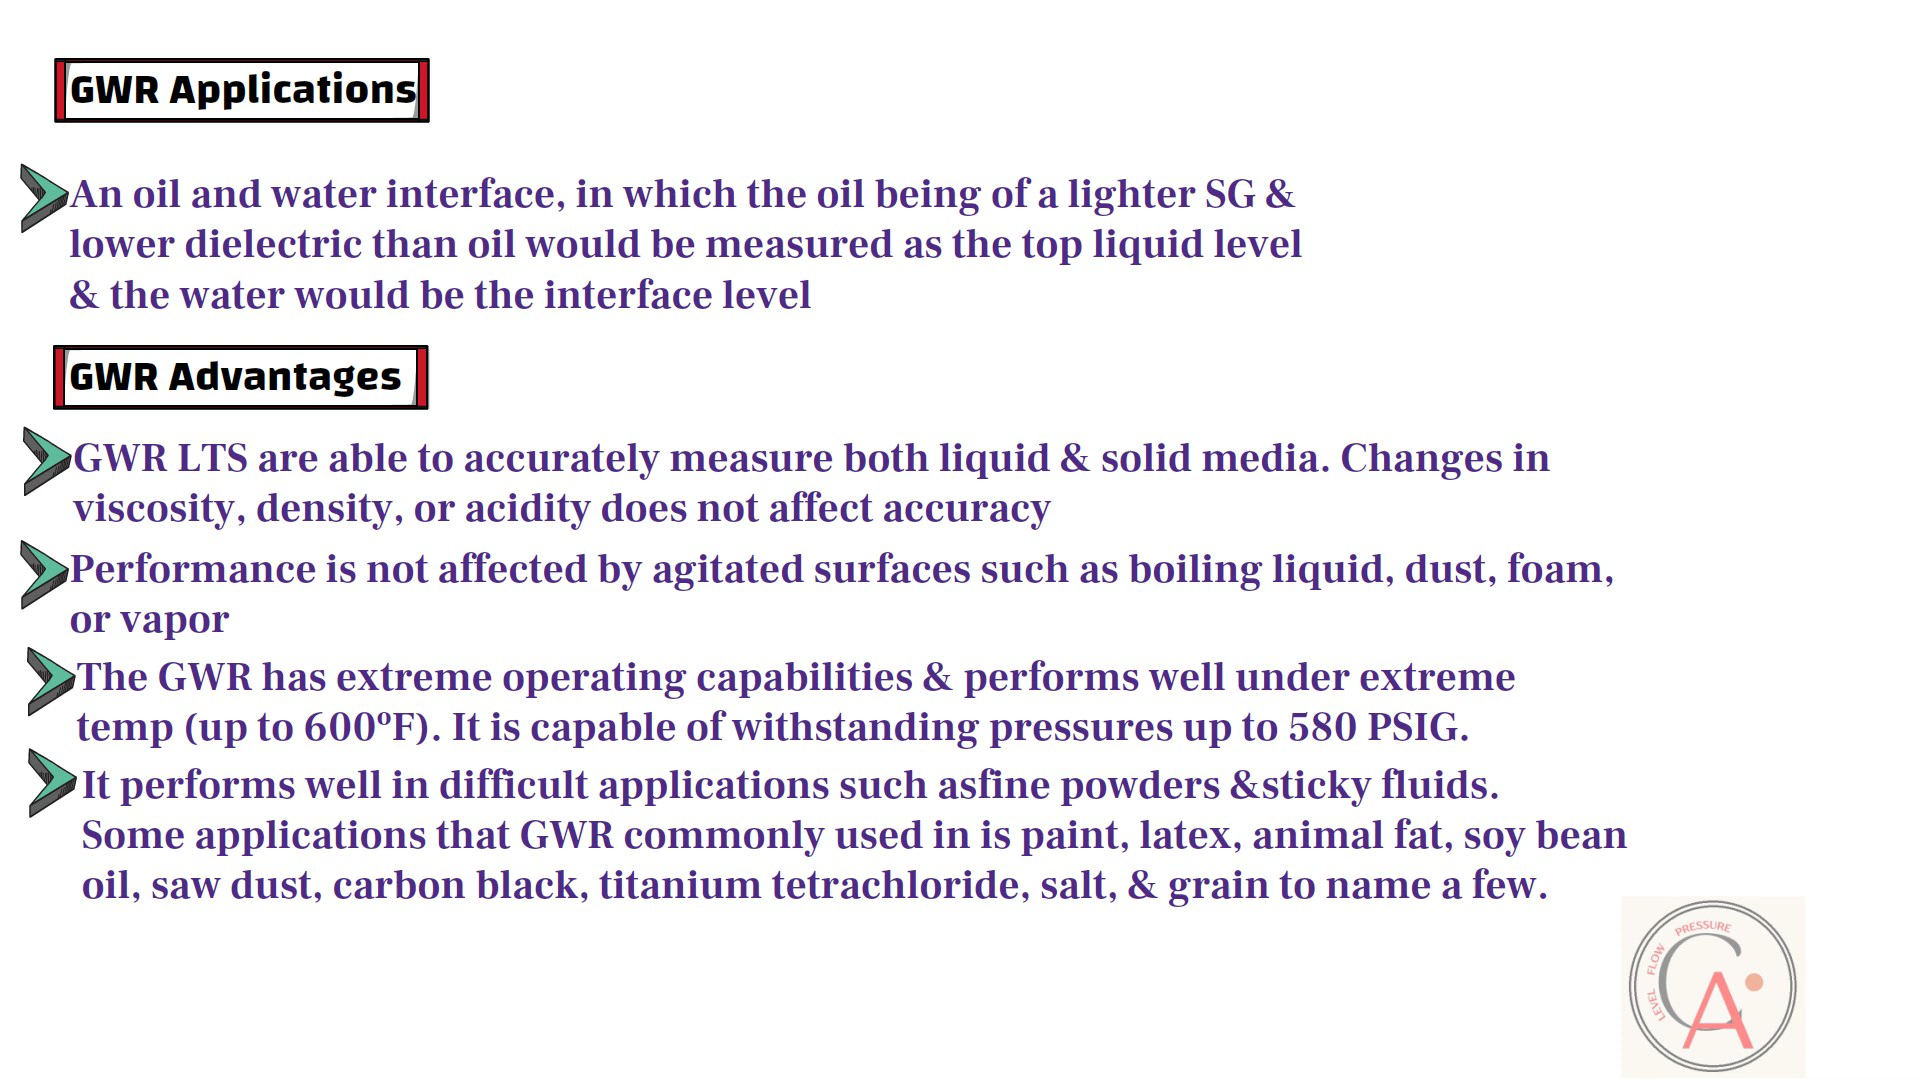 GWR Applications
An oil and water interface, in which the oil being of a lighter SG &
lower dielectric than oil would be measured as the top liquid level
& the water would be the interface level
GWR Advantages
GWR LTS are able to accurately measure both liquid & solid media. Changes in
viscosity, density, or acidity does not affect accuracy
Performance is not affected by agitated surfaces such as boiling liquid, dust, foam,
or vapor
The GWR has extreme operating capabilities & performs well under extreme
temp (up to 600ºF). It is capable of withstanding pressures up to 580 PSIG.
It performs well in difficult applications such asfine powders &sticky fluids.
Some applications that GWR commonly used in is paint, latex, animal fat, soy bean
oil, saw dust, carbon black, titanium tetrachloride, salt, & grain to name a few.
LEVEL FLOW PRESSURE
CA